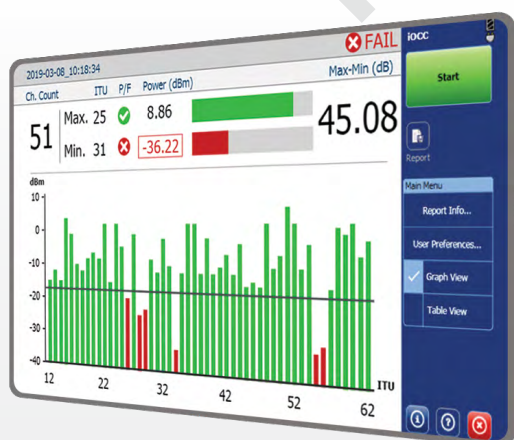 FAIL
iOCC
2019-03-08_10:18:34
Ch. Count
ITU
P/F
Power (dBm)
Max-Min (dB)
51
Max. 25
8.86
Min. 31
-36.22
45.08
Start
Report
Main Menu
Report Info...
User Preferences...
Graph View
Table View
dBm
10
0
-10
-20
-30
-40
12
22
32
42
52
62
ITU
i
?